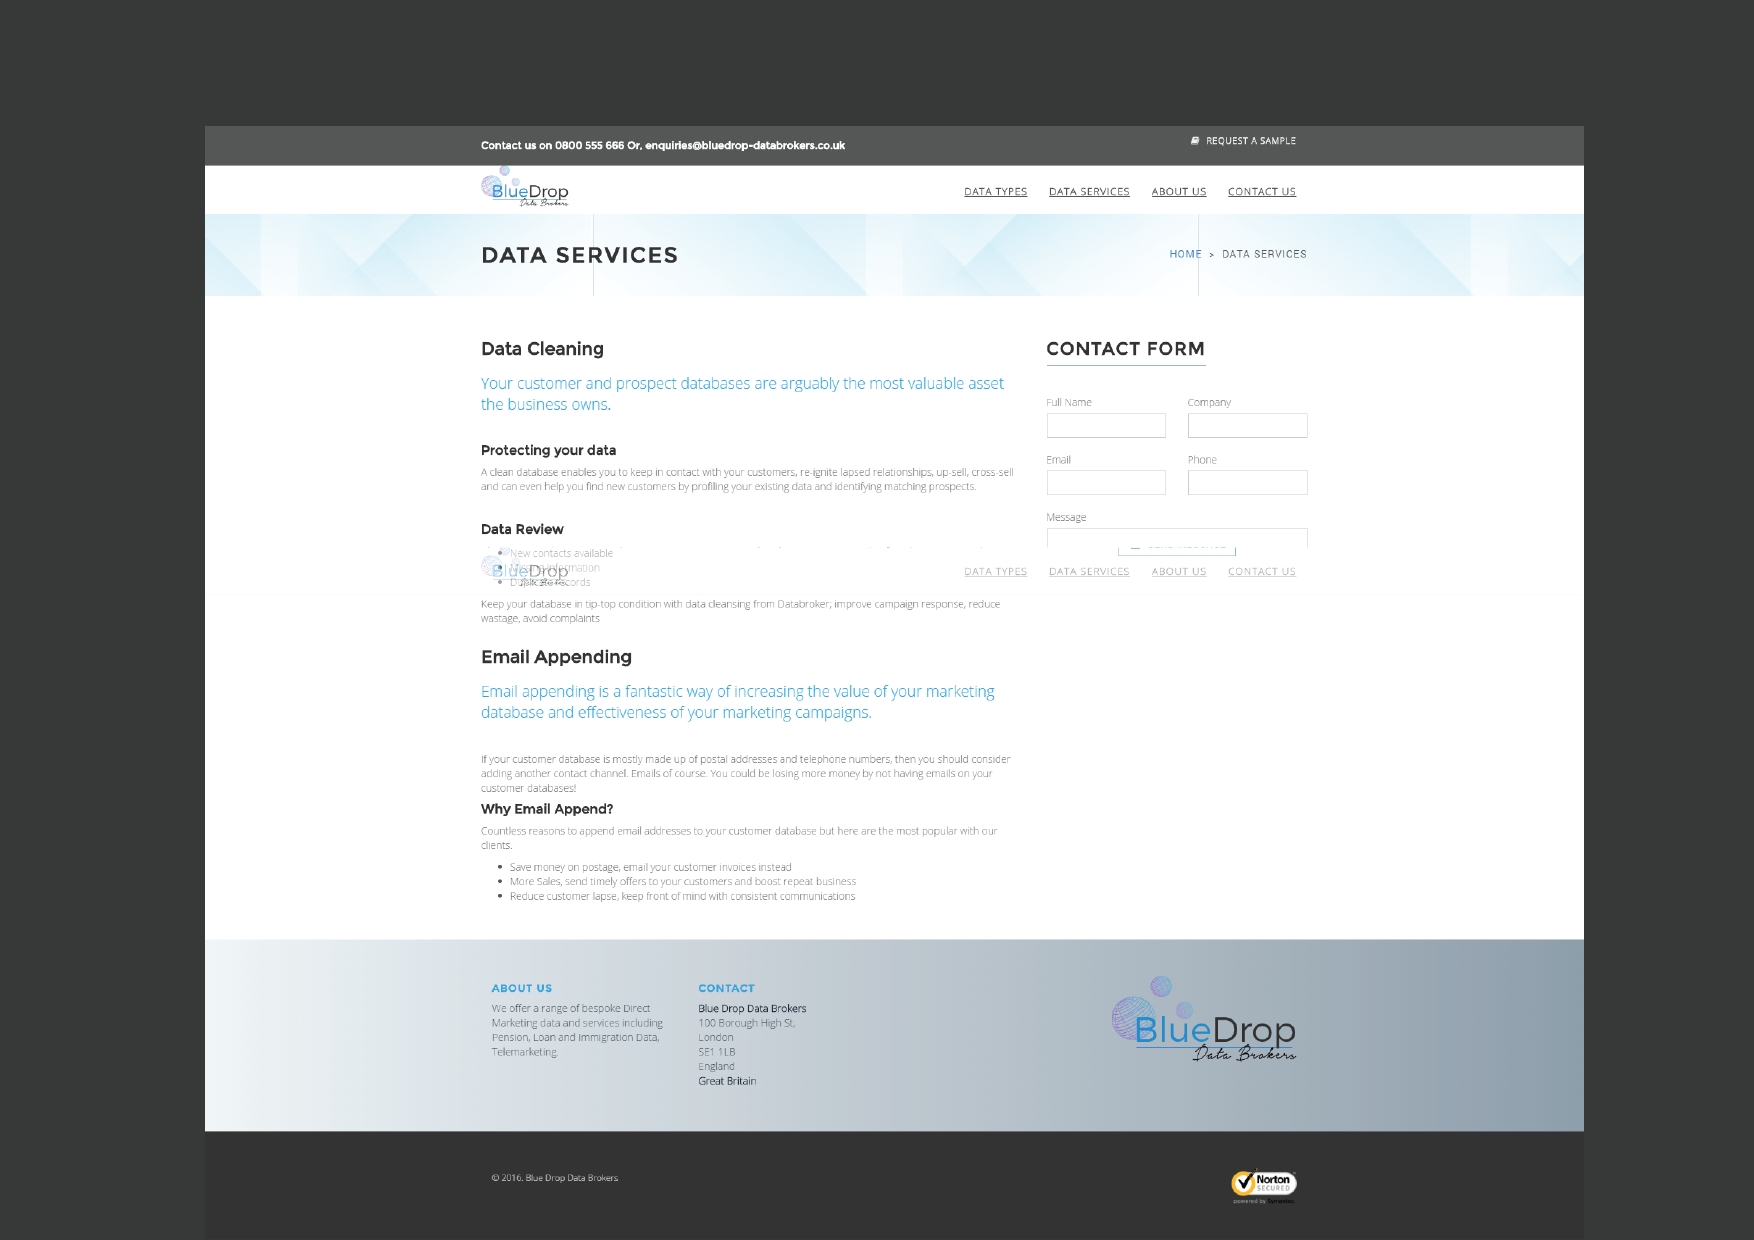 Contact us on 0800 555 666 Or, enquiries@bluedrop-databrokers.co.uk
REQUEST A SAMPLE
BlueDrop
Data Brokers
DATA TYPES DATA SERVICES ABOUT US CONTACT US
DATA SERVICES
HOME > DATA SERVICES
Data Cleaning
Your customer and prospect databases are arguably the most valuable asset
the business owns.
Protecting your data
A clean database enables you to keep in contact with your customers, re-ignite lapsed relationships, up-sell, cross-sell
and can even help you find new customers by profiling your existing data and identifying matching prospects.
Data Review
CONTACT FORM
Full Name Company
Email Phone
Message
New contacts available
Missing information
Duplicate records
BlueDrop
Data Brokers
DATA TYPES DATA SERVICES ABOUT US CONTACT US
Keep your database in tip-top condition with data cleansing from Databroker; improve campaign response, reduce
wastage, avoid complaints
Email Appending
Email appending is a fantastic way of increasing the value of your marketing
database and effectiveness of your marketing campaigns.
If your customer database is mostly made up of postal addresses and telephone numbers, then you should consider
adding another contact channel. Emails of course. You could be losing more money by not having emails on your
customer databases!
Why Email Append?
Countless reasons to append email addresses to your customer database but here are the most popular with our
clients.
Save money on postage, email your customer invoices instead
More Sales, send timely offers to your customers and boost repeat business
Reduce customer lapse, keep front of mind with consistent communications
ABOUT US
We offer a range of bespoke Direct
Marketing data and services including
Pension, Loan and Immigration Data,
Telemarketing.
CONTACT
Blue Drop Data Brokers
100 Borough High St,
London
SE1 1LB
England
Great Britain
BlueDrop
Data Brokers
© 2016. Blue Drop Data Brokers
Norton
SECURED
powered by Symantec